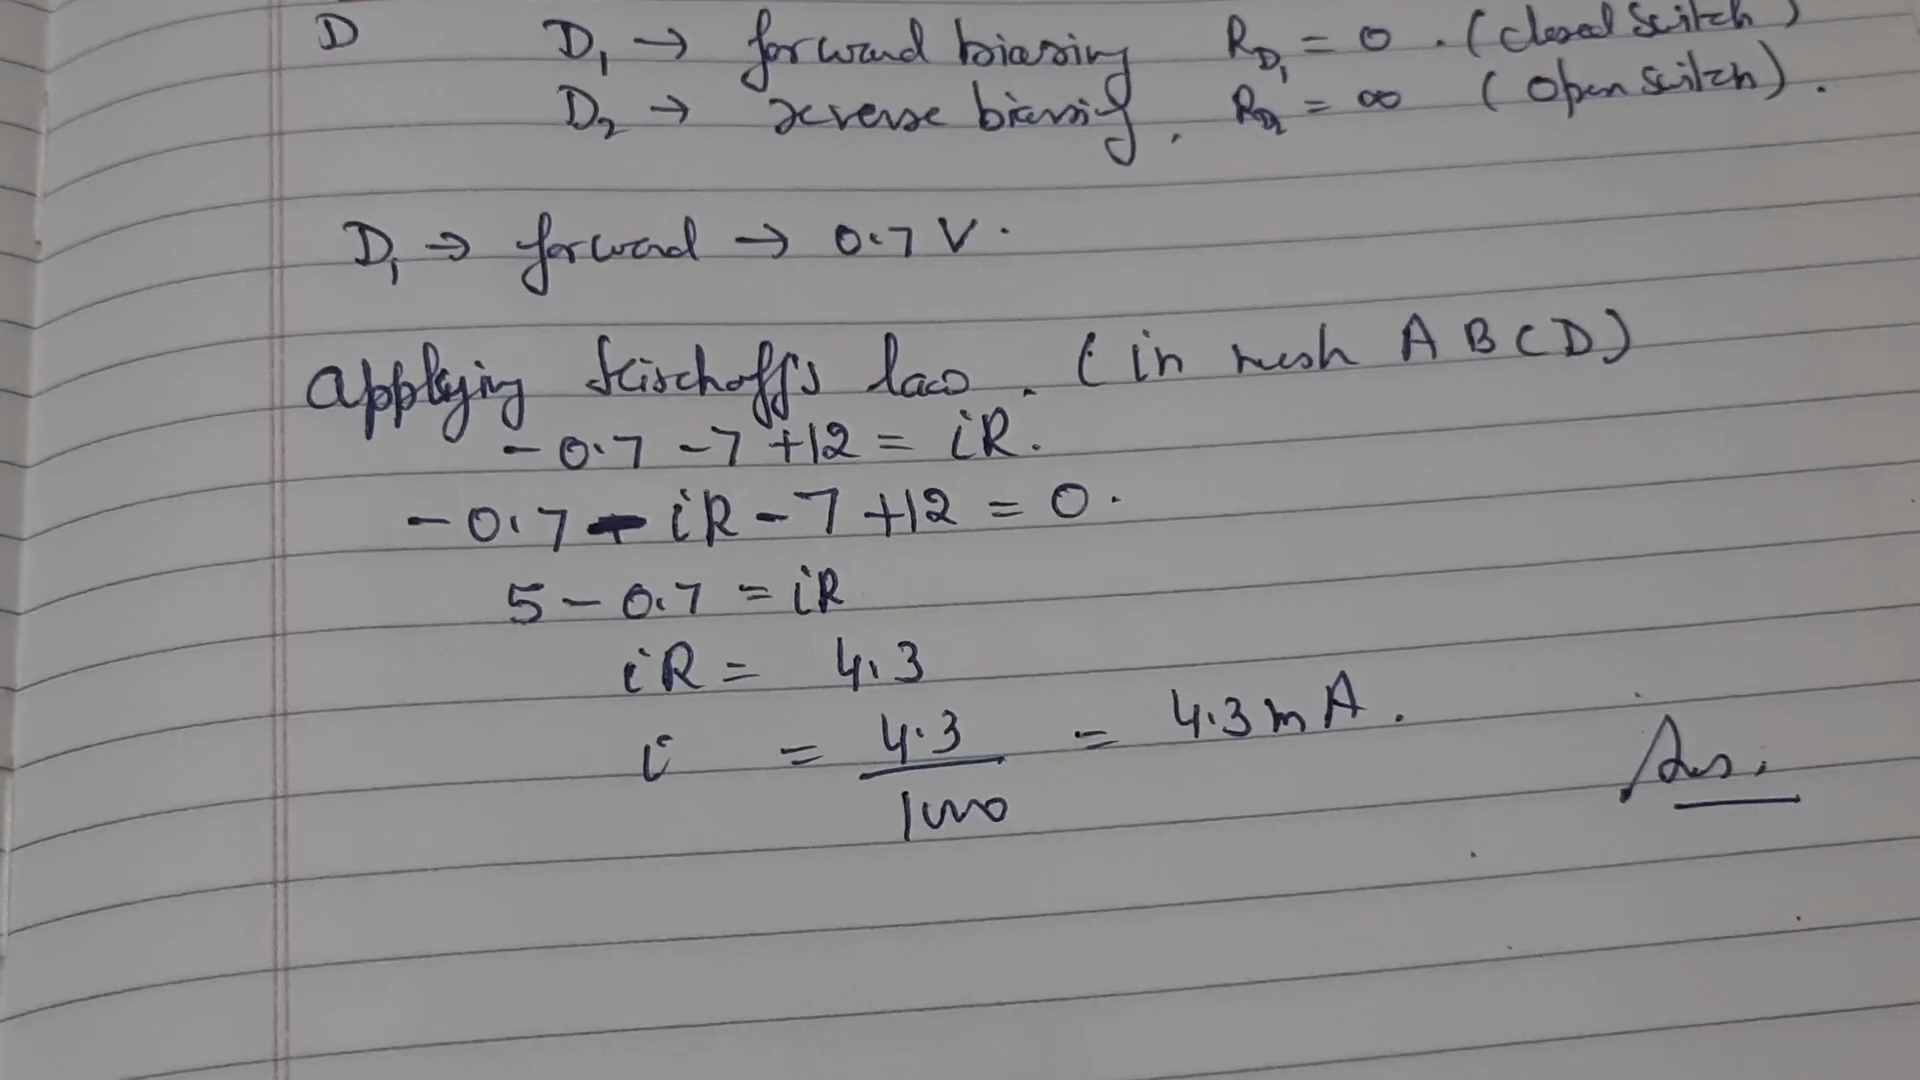 D D₁ → forward biasing R_D₁ = 0 . (closed switch)
D₂ → reverse biasing . R_D₂ = ∞ (open switch) .
D₁ → forward → 0.7 V .
applying kirchoff's law . (in mesh A B C D)
-0.7 -7 +12 = iR .
-0.7 - iR - 7 +12 = 0 .
5 - 0.7 = iR
iR = 4.3
i = 4.3/1000 = 4.3 m A .
Ans.